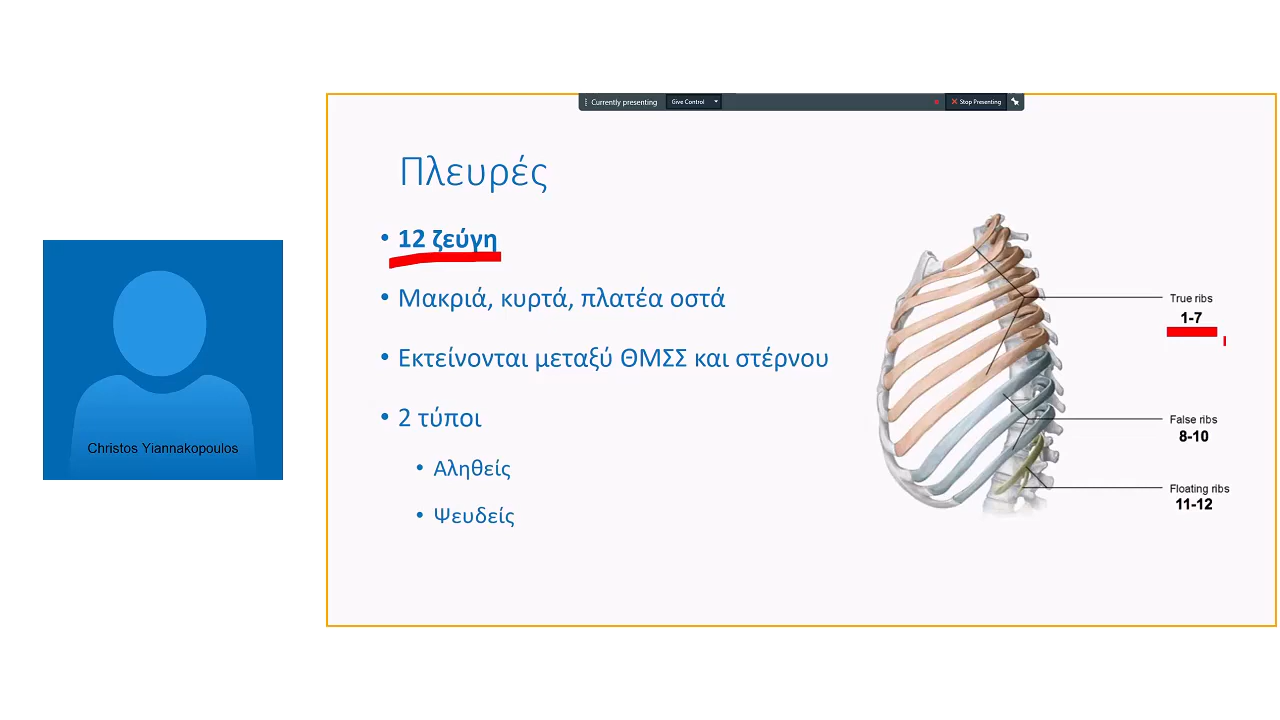 Currently presenting
Give Control
Stop Presenting
Πλευρές
• 12 ζεύγη
• Μακριά, κυρτά, πλατέα οστά
• Εκτείνονται μεταξύ ΘΜΣΣ και στέρνου
• 2 τύποι
• Αληθείς
• Ψευδείς
True ribs
1-7
False ribs
8-10
Floating ribs
11-12
Christos Yiannakopoulos